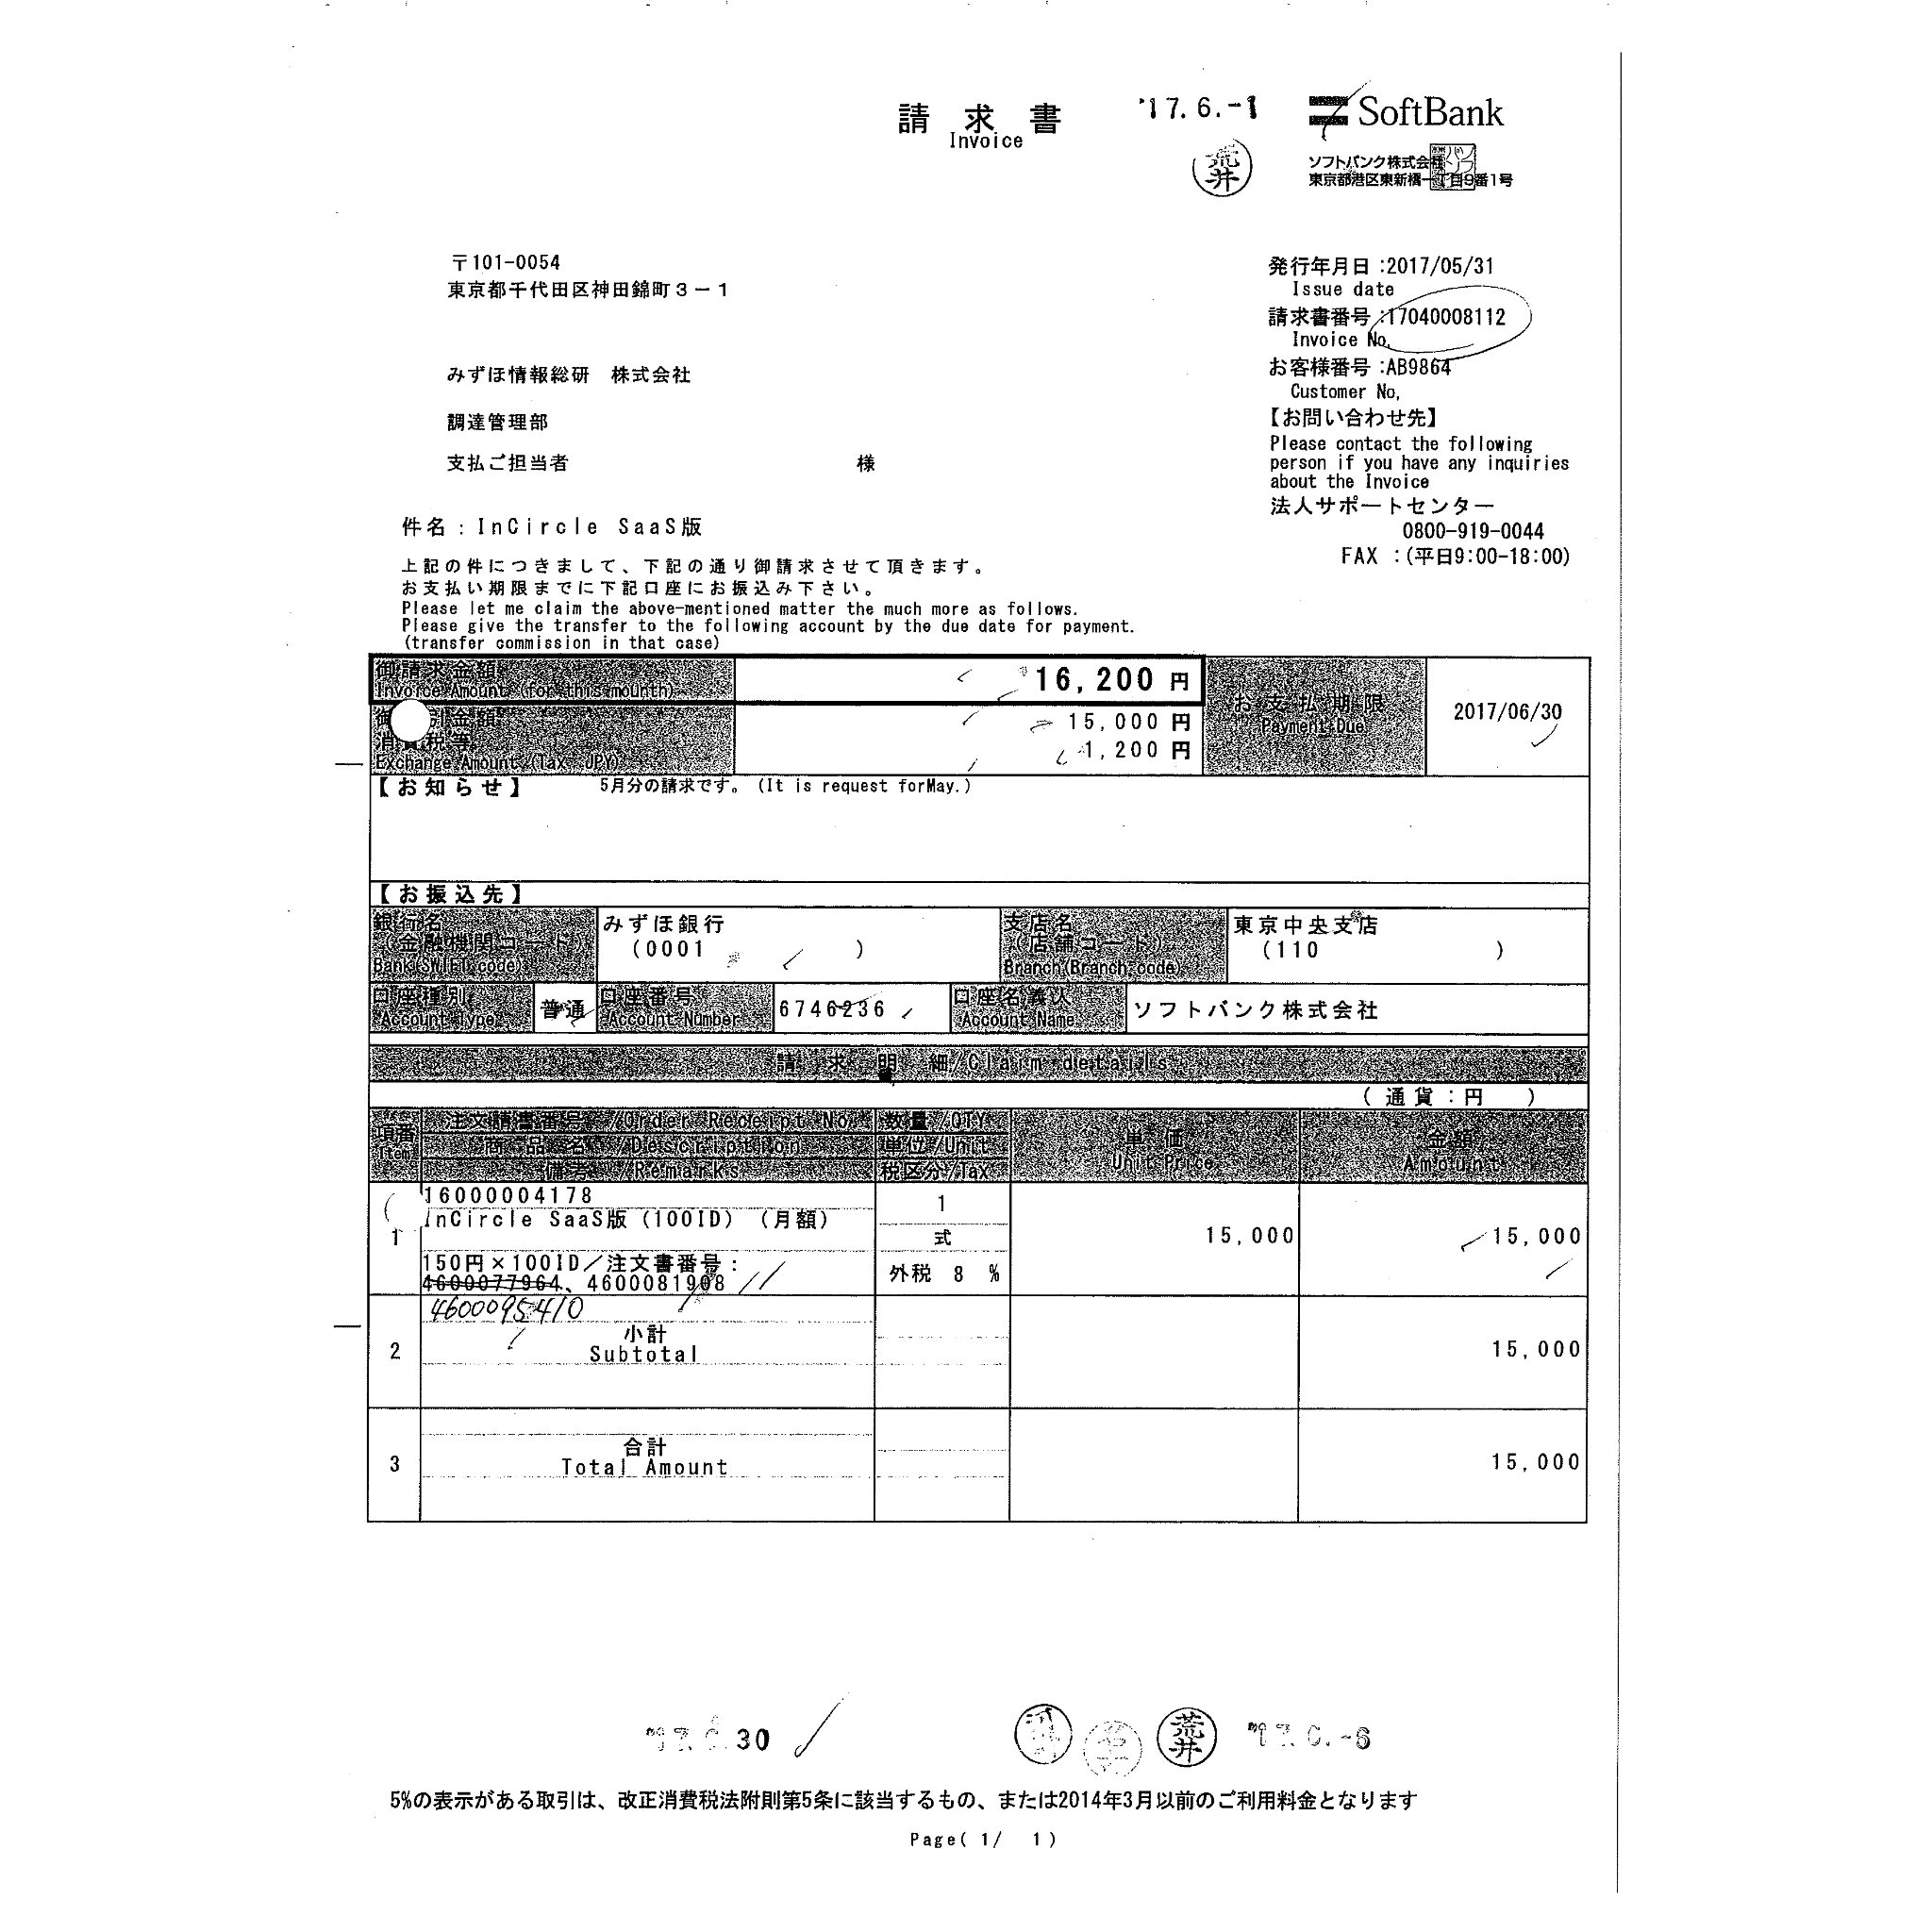 請 求 書
Invoice
'17.6.-1
荒井
SoftBank
ソフトバンク株式会社
東京都港区東新橋一丁目9番1号
〒101-0054
東京都千代田区神田錦町3-1
みずほ情報総研 株式会社
調達管理部
支払ご担当者 様
発行年月日:2017/05/31
Issue date
請求書番号:17040008112
Invoice No.
お客様番号:AB9864
Customer No,
【お問い合わせ先】
Please contact the following
person if you have any inquiries
about the Invoice
法人サポートセンター
0800-919-0044
FAX :(平日9:00-18:00)
件名:InCircle SaaS版
上記の件につきまして、下記の通り御請求させて頂きます。
お支払い期限までに下記口座にお振込み下さい。
Please let me claim the above-mentioned matter the much more as follows.
Please give the transfer to the following account by the due date for payment.
(transfer commission in that case)
御請求金額
Invoice Amount (for this mounth)
16,200 円
お支払期限
Payment Due
2017/06/30
金額
15,000 円
消費税等
1,200 円
Exchange Amount (Tax JPY)
【お知らせ】 5月分の請求です。(It is request forMay.)
【お振込先】
銀行名
(金融機関コード)
Bank(SWIFT code)
みずほ銀行
(0001 )
支店名
(店舗コード)
Branch(Branch code)
東京中央支店
(110 )
口座種別
Account Type
普通
口座番号
Account Number
6746236
口座名義人
Account Name
ソフトバンク株式会社
請 求 明 細/Claim details
(通貨:円 )
項番
Item
注文請書番号 /Order Receipt No
商 品 名 /Description
備考 /Remarks
数量/QTY
単位/Unit
税区分/Tax
単 価
Unit Price
金額
Amount
1
16000004178
InCircle SaaS版(100ID)(月額)
150円×100ID/注文書番号:
4600077964、4600081908
1
式
外税 8 %
15,000
15,000
4600095410
2
小計
Subtotal
15,000
3
合計
Total Amount
15,000
30
荒井
5%の表示がある取引は、改正消費税法附則第5条に該当するもの、または2014年3月以前のご利用料金となります
Page( 1/ 1)